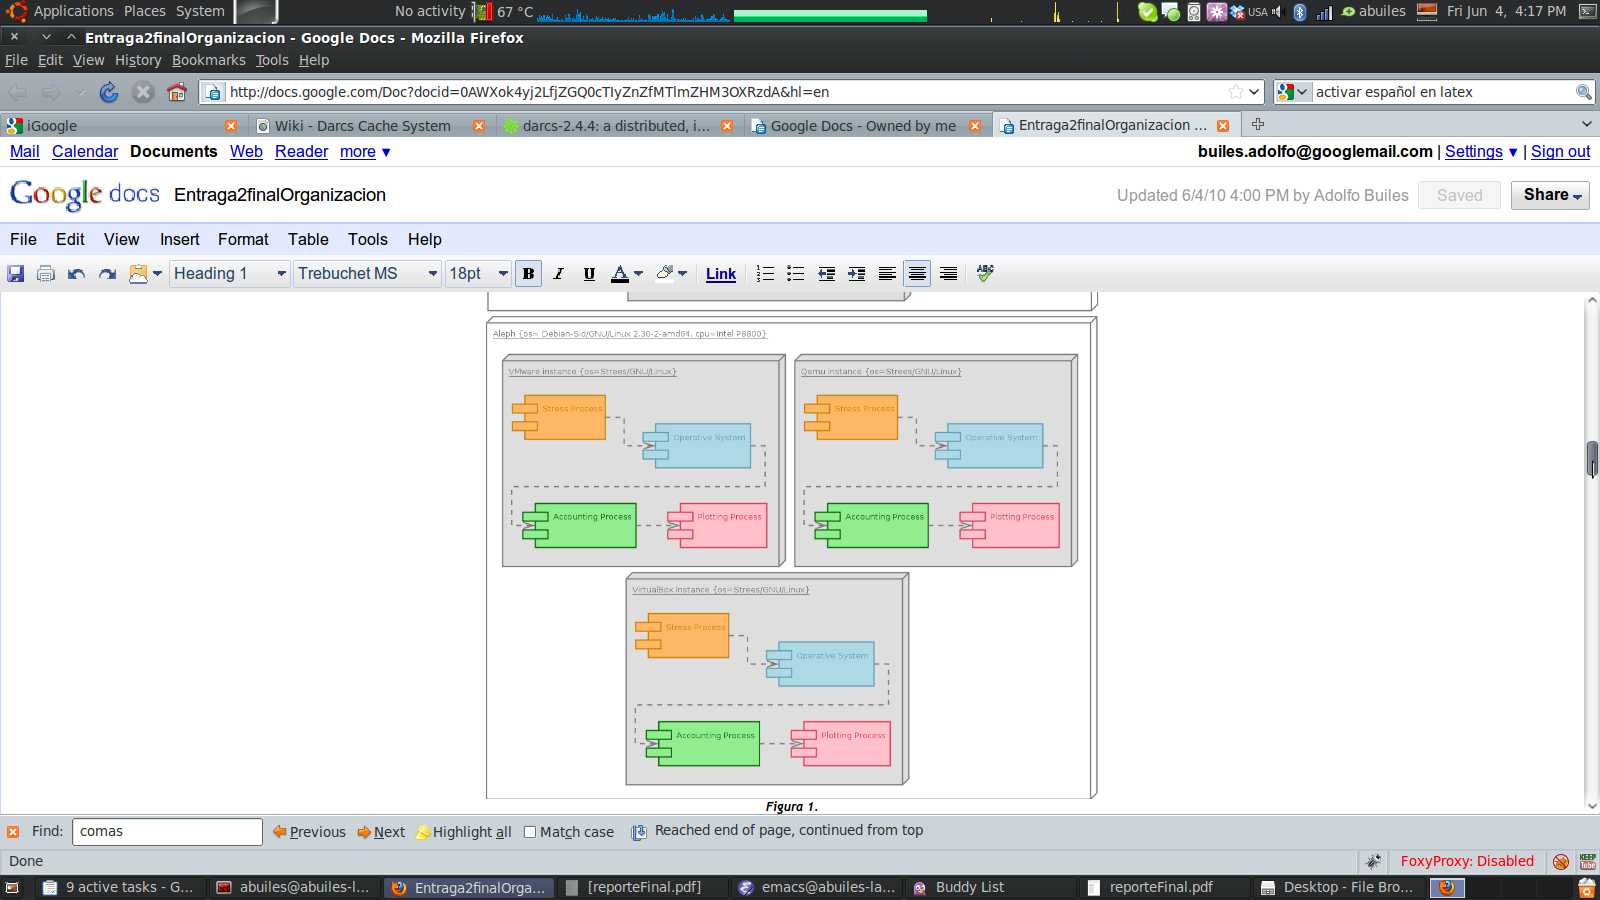 Applications Places System No activity 67 °C USA abuiles Fri Jun 4, 4:17 PM
Entraga2finalOrganizacion - Google Docs - Mozilla Firefox
File Edit View History Bookmarks Tools Help
http://docs.google.com/Doc?docid=0AWXok4yj2LfjZGQ0cTIyZnZfMTlmZHM3OXRzdA&hl=en activar español en latex
iGoogle Wiki - Darcs Cache System darcs-2.4.4: a distributed, i... Google Docs - Owned by me Entraga2finalOrganizacion ...
Mail Calendar Documents Web Reader more ▼ builes.adolfo@googlemail.com | Settings ▼ | Sign out
Google docs Entraga2finalOrganizacion Updated 6/4/10 4:00 PM by Adolfo Builes Saved Share
File Edit View Insert Format Table Tools Help
Heading 1 Trebuchet MS 18pt B I U A Link ABC
Aleph {os= Debian-Sid/GNU/Linux 2.30-2-amd64, cpu=Intel P8800}
VMware instance {os=Strees/GNU/Linux} Qemu instance {os=Strees/GNU/Linux}
Stress Process Stress Process
Operative System Operative System
Accounting Process Plotting Process Accounting Process Plotting Process
VirtualBox instance {os=Strees/GNU/Linux}
Stress Process
Operative System
Accounting Process Plotting Process
Figura 1.
Find: comas Previous Next Highlight all Match case Reached end of page, continued from top
Done FoxyProxy: Disabled KEEP Tube
9 active tasks - G... abuiles@abuiles-l... Entraga2finalOrga... [reporteFinal.pdf] emacs@abuiles-la... Buddy List reporteFinal.pdf Desktop - File Bro...